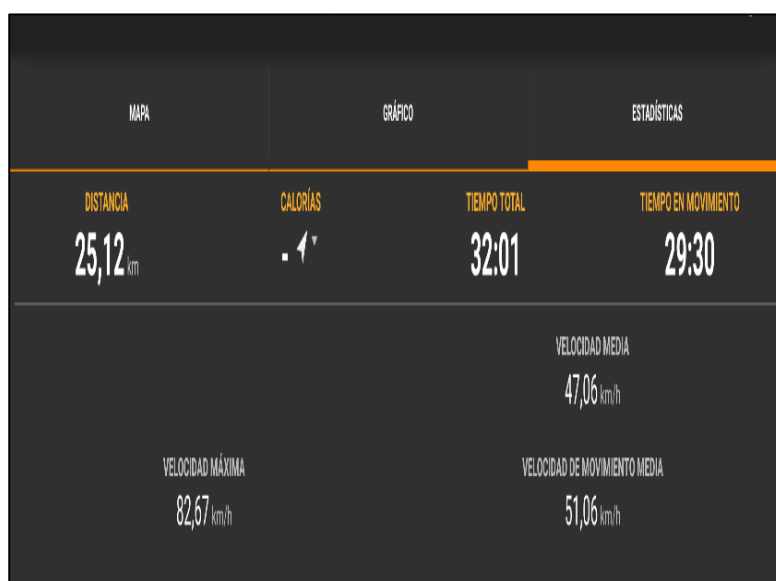 MAPA GRÁFICO ESTADÍSTICAS
DISTANCIA CALORÍAS TIEMPO TOTAL TIEMPO EN MOVIMIENTO
25,12 km - 32:01 29:30
VELOCIDAD MEDIA
47,06 km/h
VELOCIDAD MÁXIMA VELOCIDAD DE MOVIMIENTO MEDIA
82,67 km/h 51,06 km/h